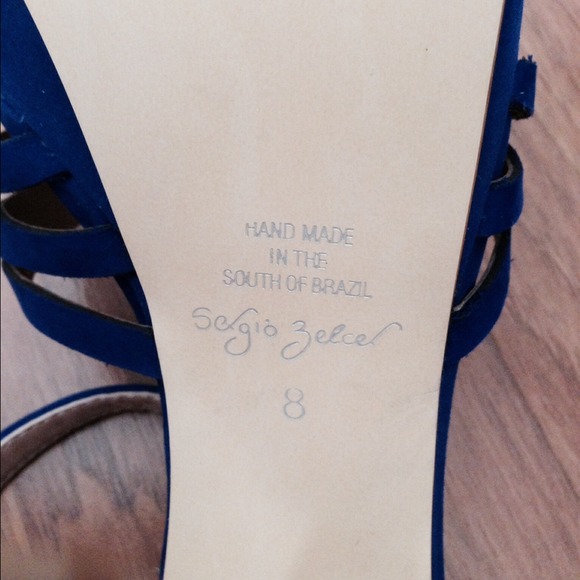 HAND MADE
IN THE
SOUTH OF BRAZIL
Sergio Zelcer
8